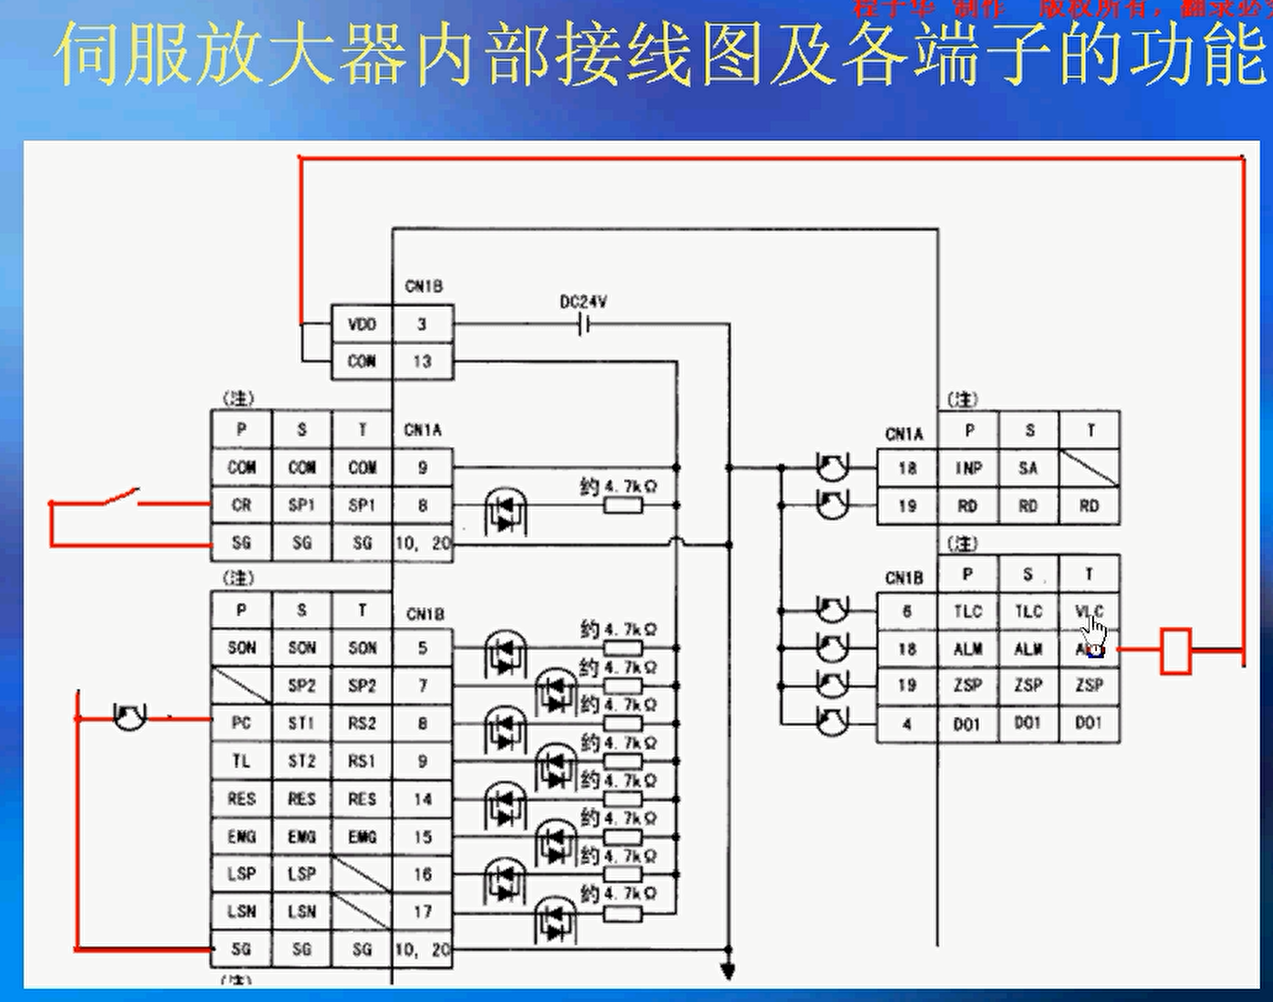 程子华 制作 版权所有，翻录必究
伺服放大器内部接线图及各端子的功能
CN1B
DC24V
VDD 3
COM 13
(注)
P S T CN1A
COM COM COM 9
CR SP1 SP1 8 约4.7kΩ
SG SG SG 10, 20
(注)
P S T CN1B
SON SON SON 5 约4.7kΩ
SP2 SP2 7 约4.7kΩ
PC ST1 RS2 8 约4.7kΩ
TL ST2 RS1 9 约4.7kΩ
RES RES RES 14 约4.7kΩ
EMG EMG EMG 15 约4.7kΩ
LSP LSP 16 约4.7kΩ
LSN LSN 17 约4.7kΩ
SG SG SG 10, 20
(注)
(注)
CN1A P S T
18 INP SA
19 RD RD RD
(注)
CN1B P S T
6 TLC TLC VLC
18 ALM ALM
19 ZSP ZSP ZSP
4 DO1 DO1 DO1